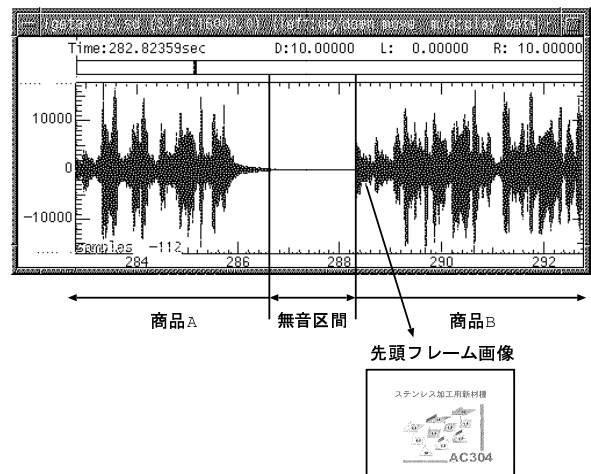 Time:282.82359sec D:10.00000 L: 0.00000 R: 10.00000
10000
0
-10000
samples -112
284 286 288 290 292
商品A 無音区間 商品B
先頭フレーム画像
ステンレス加工用新材種
AC304